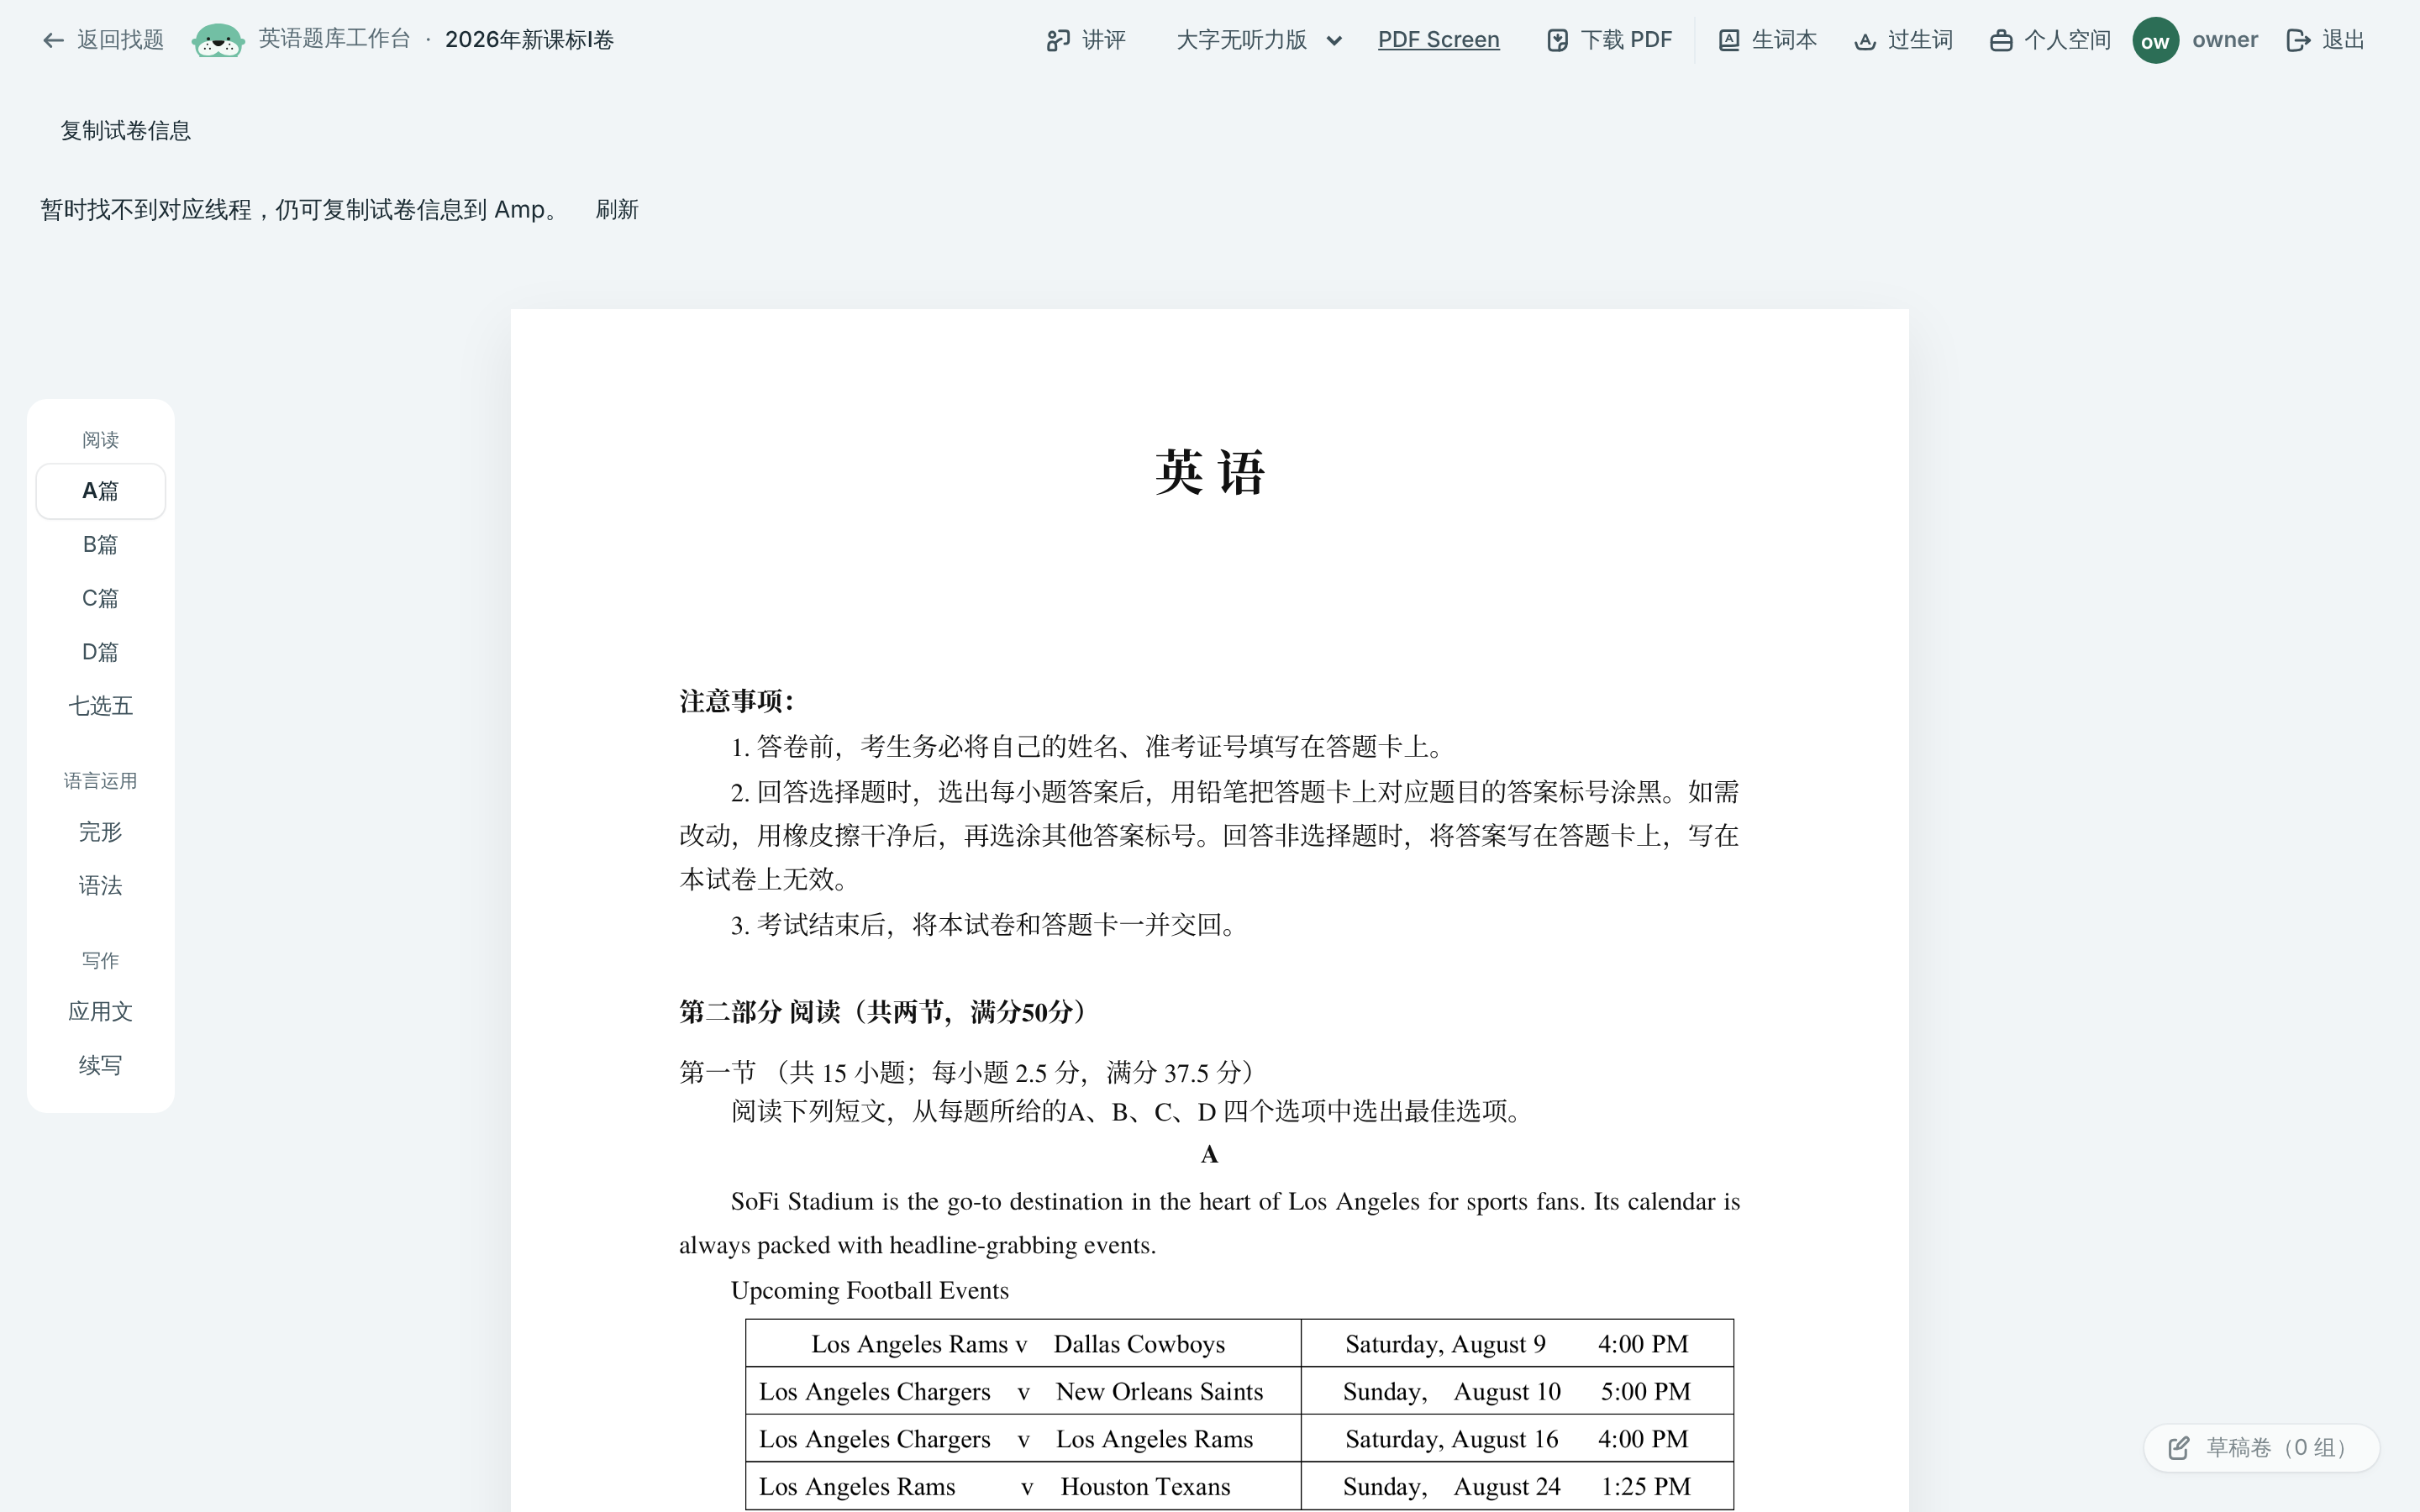 返回找题 英语题库工作台 · 2026年新课标I卷 讲评 大字无听力版 PDF Screen 下载 PDF 生词本 过生词 个人空间 ow owner 退出
复制试卷信息
暂时找不到对应线程，仍可复制试卷信息到 Amp。 刷新
阅读
A篇
B篇
C篇
D篇
七选五
语言运用
完形
语法
写作
应用文
续写
英 语
注意事项：
1. 答卷前，考生务必将自己的姓名、准考证号填写在答题卡上。
2. 回答选择题时，选出每小题答案后，用铅笔把答题卡上对应题目的答案标号涂黑。如需
改动，用橡皮擦干净后，再选涂其他答案标号。回答非选择题时，将答案写在答题卡上，写在
本试卷上无效。
3. 考试结束后，将本试卷和答题卡一并交回。
第二部分 阅读（共两节，满分50分）
第一节 （共 15 小题；每小题 2.5 分，满分 37.5 分）
阅读下列短文，从每题所给的A、B、C、D 四个选项中选出最佳选项。
A
SoFi Stadium is the go-to destination in the heart of Los Angeles for sports fans. Its calendar is
always packed with headline-grabbing events.
Upcoming Football Events
Los Angeles Rams v Dallas Cowboys Saturday, August 9 4:00 PM
Los Angeles Chargers v New Orleans Saints Sunday, August 10 5:00 PM
Los Angeles Chargers v Los Angeles Rams Saturday, August 16 4:00 PM
Los Angeles Rams v Houston Texans Sunday, August 24 1:25 PM
草稿卷（0 组）